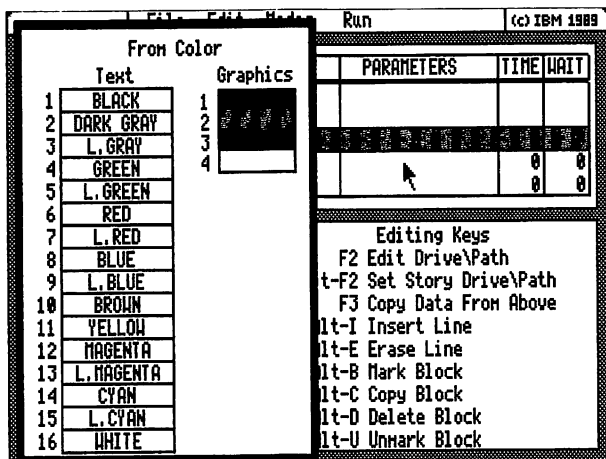 File Edit Modes Run (c) IBM 1989
From Color
Text Graphics
1 BLACK
2 DARK GRAY
3 L.GRAY
4 GREEN
5 L.GREEN
6 RED
7 L.RED
8 BLUE
9 L.BLUE
10 BROWN
11 YELLOW
12 MAGENTA
13 L.MAGENTA
14 CYAN
15 L.CYAN
16 WHITE
1
2
3
4
PARAMETERS TIME WAIT
0 0
0 0
Editing Keys
F2 Edit Drive\Path
t-F2 Set Story Drive\Path
F3 Copy Data From Above
lt-I Insert Line
lt-E Erase Line
lt-B Mark Block
lt-C Copy Block
lt-D Delete Block
lt-U Unmark Block